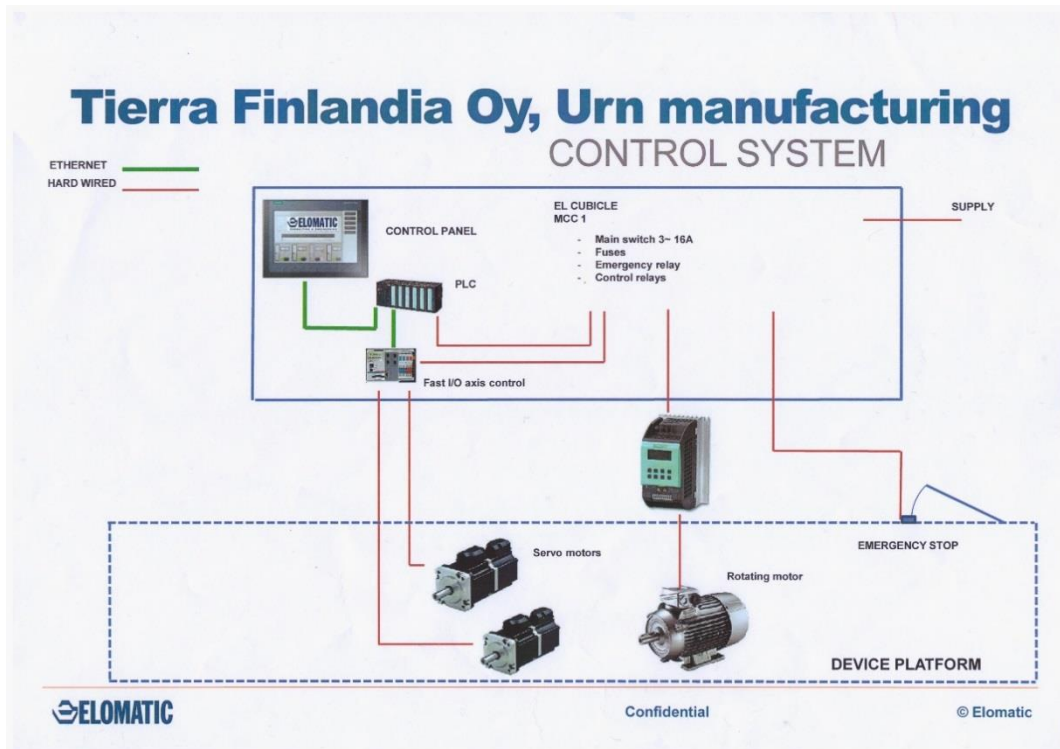 Tierra Finlandia Oy, Urn manufacturing
CONTROL SYSTEM
ETHERNET
HARD WIRED
SUPPLY
EL CUBICLE
MCC 1
- Main switch 3~ 16A
- Fuses
- Emergency relay
- Control relays
ELOMATIC
CONTROL PANEL
PLC
Fast I/O axis control
Servo motors
Rotating motor
EMERGENCY STOP
DEVICE PLATFORM
ELOMATIC
Confidential
© Elomatic